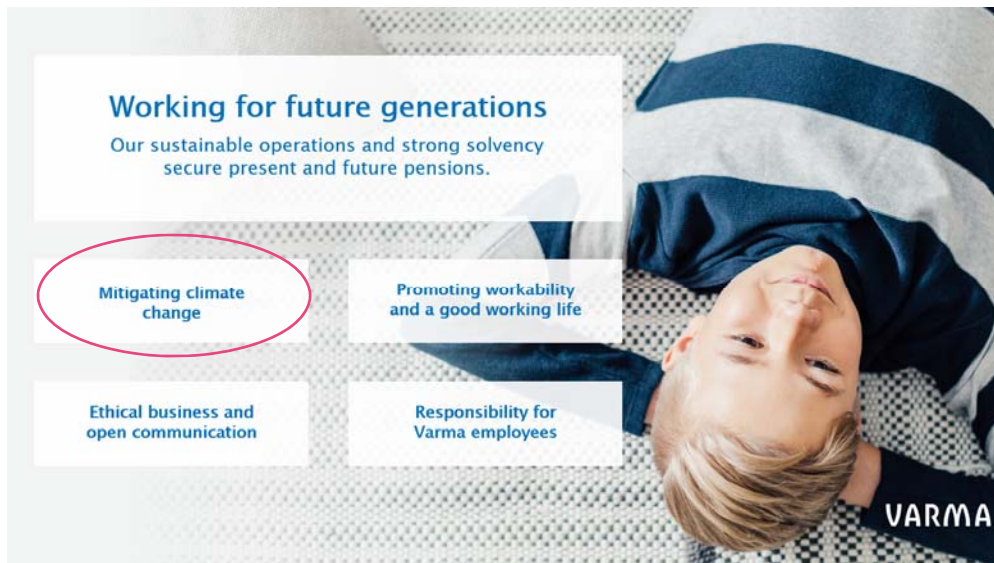 Working for future generations
Our sustainable operations and strong solvency
secure present and future pensions.
Mitigating climate
change
Promoting workability
and a good working life
Ethical business and
open communication
Responsibility for
Varma employees
VARMA